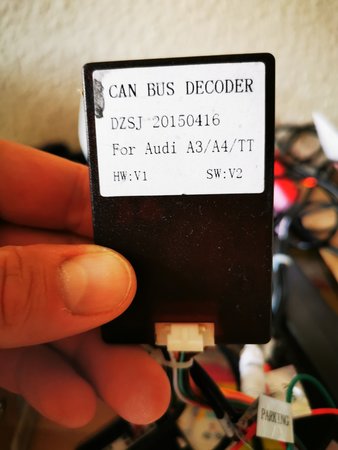 CAN BUS DECODER
DZSJ 20150416
For Audi A3/A4/TT
HW:V1 SW:V2
PARKING